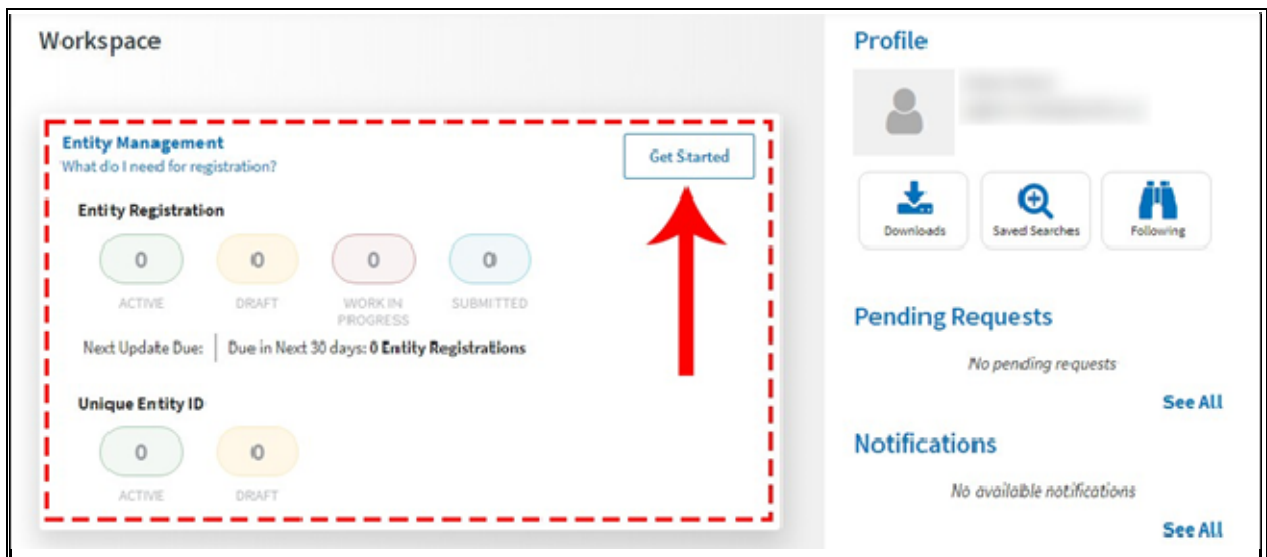 Workspace
Entity Management
What do I need for registration?
Get Started
Entity Registration
0 0 0 0
ACTIVE DRAFT WORK IN PROGRESS SUBMITTED
Next Update Due: Due in Next 30 days: 0 Entity Registrations
Unique Entity ID
0 0
ACTIVE DRAFT
Profile
Downloads Saved Searches Following
Pending Requests
No pending requests
See All
Notifications
No available notifications
See All